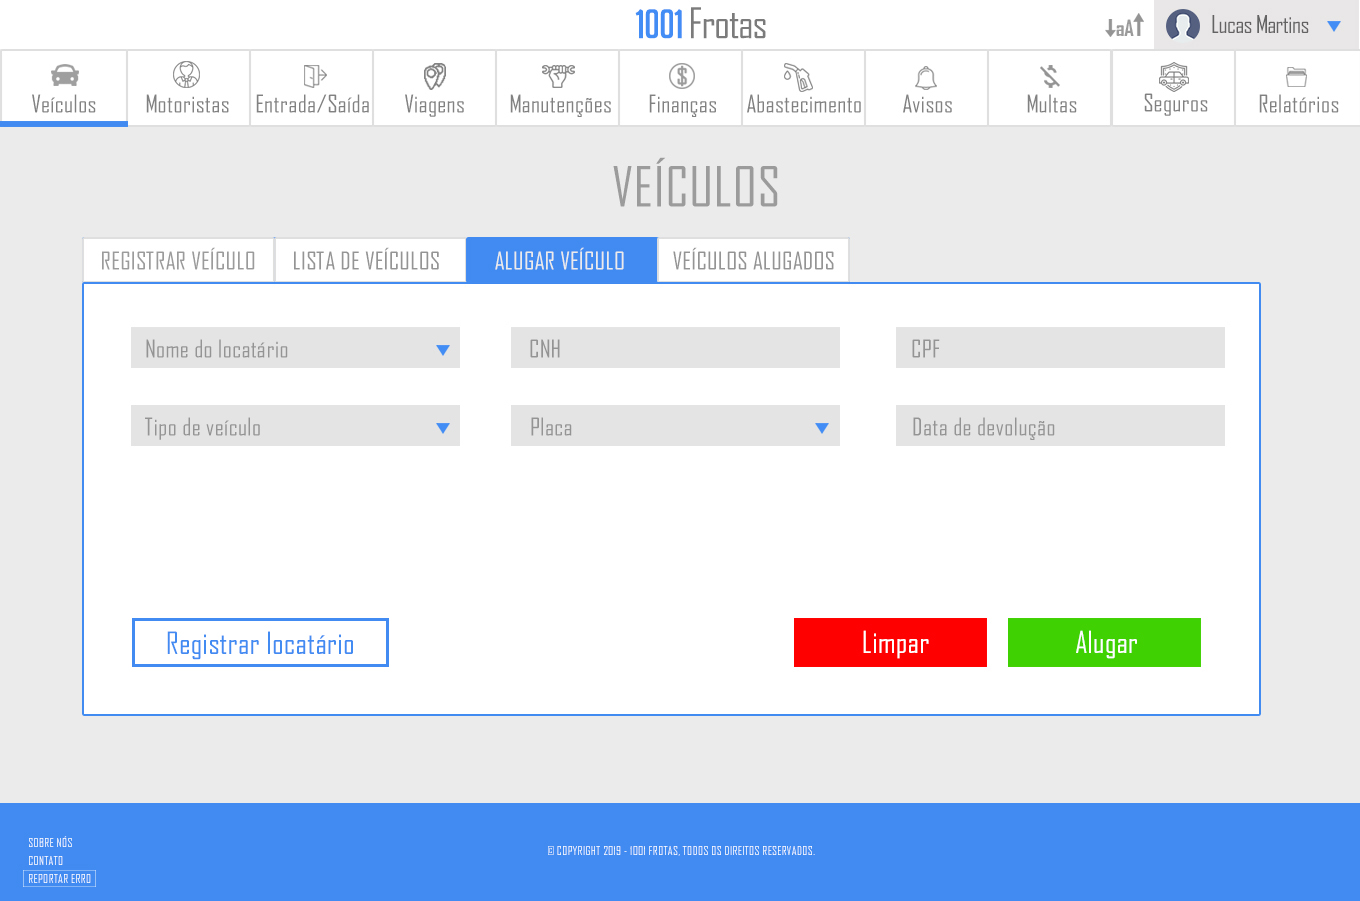 1001 Frotas
aA
Lucas Martins
Veículos
Motoristas
Entrada/Saída
Viagens
Manutenções
Finanças
Abastecimento
Avisos
Multas
Seguros
Relatórios
VEÍCULOS
REGISTRAR VEÍCULO
LISTA DE VEÍCULOS
ALUGAR VEÍCULO
VEÍCULOS ALUGADOS
Nome do locatário
CNH
CPF
Tipo de veículo
Placa
Data de devolução
Registrar locatário
Limpar
Alugar
SOBRE NÓS
CONTATO
REPORTAR ERRO
© COPYRIGHT 2019 - 1001 FROTAS, TODOS OS DIREITOS RESERVADOS.